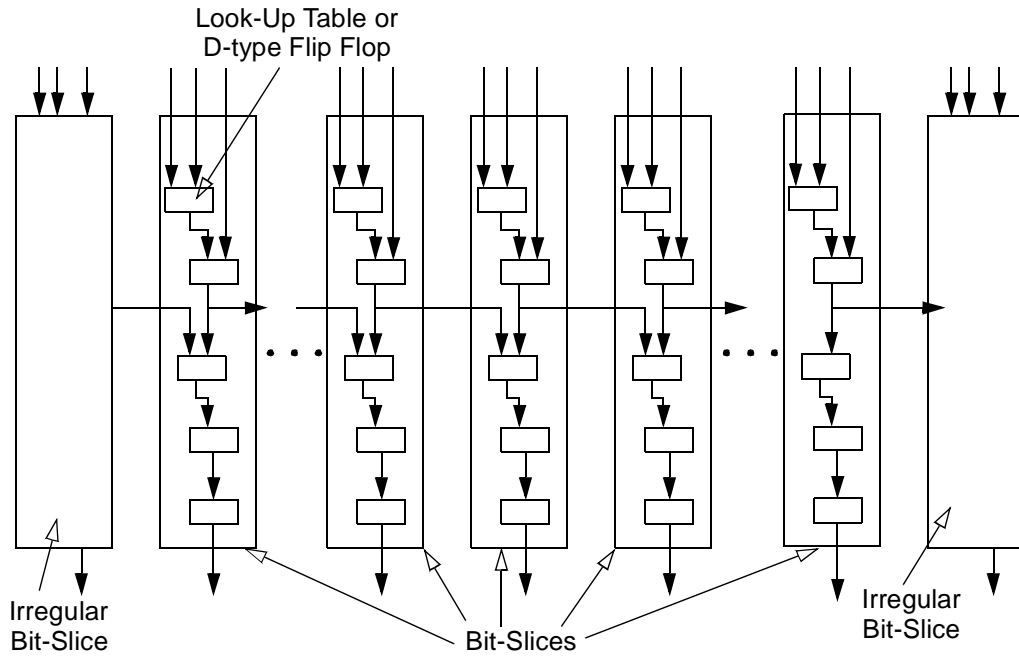 Look-Up Table or
D-type Flip Flop
Irregular
Bit-Slice
Bit-Slices
Irregular
Bit-Slice